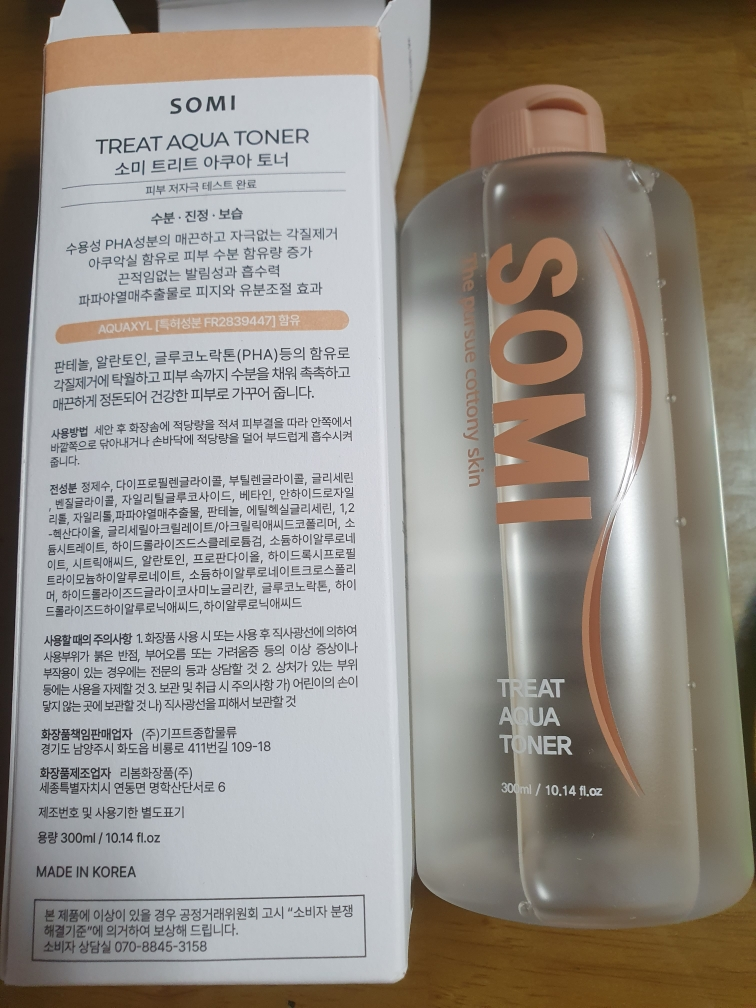 SOMI
TREAT AQUA TONER
소미 트리트 아쿠아 토너
피부 저자극 테스트 완료
수분·진정·보습
수용성 PHA성분의 매끈하고 자극없는 각질제거
아쿠악실 함유로 피부 수분 함유량 증가
끈적임없는 발림성과 흡수력
파파야열매추출물로 피지와 유분조절 효과
AQUAXYL [특허성분 FR2839447] 함유
판테놀, 알란토인, 글루코노락톤(PHA)등의 함유로
각질제거에 탁월하고 피부 속까지 수분을 채워 촉촉하고
매끈하게 정돈되어 건강한 피부로 가꾸어 줍니다.
사용방법 세안 후 화장솜에 적당량을 적셔 피부결을 따라 안쪽에서
바깥쪽으로 닦아내거나 손바닥에 적당량을 덜어 부드럽게 흡수시켜
줍니다.
전성분 정제수, 다이프로필렌글라이콜, 부틸렌글라이콜, 글리세린
, 벤질글라이콜, 자일리틸글루코사이드, 베타인, 안하이드로자일
리톨, 자일리톨,파파야열매추출물, 판테놀, 에틸헥실글리세린, 1,2
-헥산다이올, 글리세릴아크릴레이트/아크릴릭애씨드코폴리머, 소
듐시트레이트, 하이드롤라이즈드스클레로튬검, 소듐하이알루로네
이트, 시트릭애씨드, 알란토인, 프로판다이올, 하이드록시프로필
트라이모늄하이알루로네이트, 소듐하이알루로네이트크로스폴리
머, 하이드롤라이즈드글라이코사미노글리칸, 글루코노락톤, 하이
드롤라이즈드하이알루로닉애씨드,하이알루로닉애씨드
사용할 때의 주의사항 1. 화장품 사용 시 또는 사용 후 직사광선에 의하여
사용부위가 붉은 반점, 부어오름 또는 가려움증 등의 이상 증상이나
부작용이 있는 경우에는 전문의 등과 상담할 것 2. 상처가 있는 부위
등에는 사용을 자제할 것 3. 보관 및 취급 시 주의사항 가) 어린이의 손이
닿지 않는 곳에 보관할 것 나) 직사광선을 피해서 보관할 것
화장품책임판매업자 (주)기프트종합물류
경기도 남양주시 화도읍 비룡로 411번길 109-18
화장품제조업자 리봄화장품(주)
세종특별자치시 연동면 명학산단서로 6
제조번호 및 사용기한 별도표기
용량 300ml / 10.14 fl.oz
MADE IN KOREA
본 제품에 이상이 있을 경우 공정거래위원회 고시 "소비자 분쟁
해결기준"에 의거하여 보상해 드립니다.
소비자 상담실 070-8845-3158
SOMI
The pursue cottony skin
TREAT
AQUA
TONER
300ml / 10.14 fl.oz